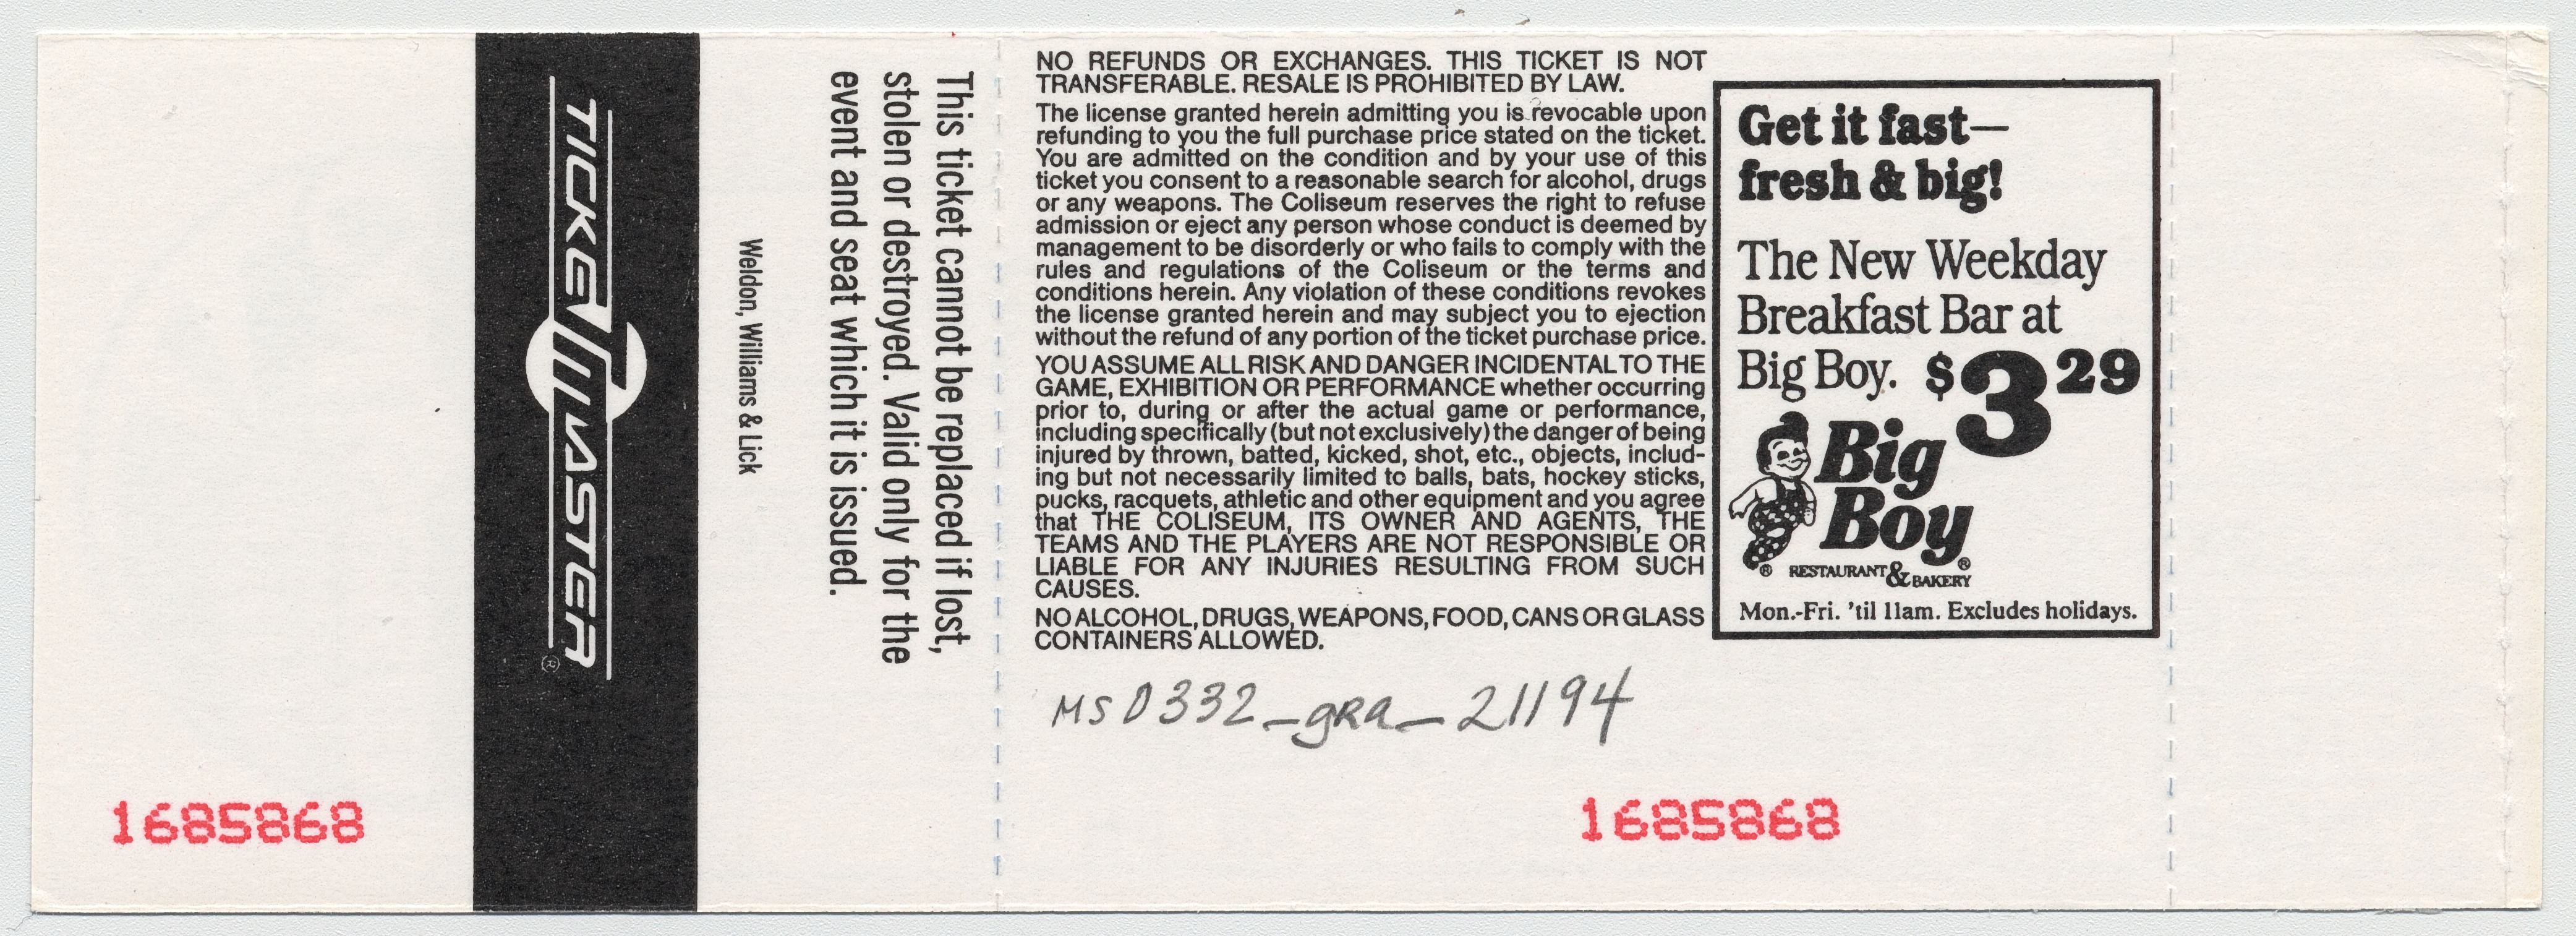 TICKETMASTER®
Weldon, Williams & Lick
This ticket cannot be replaced if lost,
stolen or destroyed. Valid only for the
event and seat which it is issued.
1685868
NO REFUNDS OR EXCHANGES. THIS TICKET IS NOT
TRANSFERABLE. RESALE IS PROHIBITED BY LAW.
The license granted herein admitting you is revocable upon
refunding to you the full purchase price stated on the ticket.
You are admitted on the condition and by your use of this
ticket you consent to a reasonable search for alcohol, drugs
or any weapons. The Coliseum reserves the right to refuse
admission or eject any person whose conduct is deemed by
management to be disorderly or who fails to comply with the
rules and regulations of the Coliseum or the terms and
conditions herein. Any violation of these conditions revokes
the license granted herein and may subject you to ejection
without the refund of any portion of the ticket purchase price.
YOU ASSUME ALL RISK AND DANGER INCIDENTAL TO THE
GAME, EXHIBITION OR PERFORMANCE whether occurring
prior to, during or after the actual game or performance,
including specifically (but not exclusively) the danger of being
injured by thrown, batted, kicked, shot, etc., objects, includ-
ing but not necessarily limited to balls, bats, hockey sticks,
pucks, racquets, athletic and other equipment and you agree
that THE COLISEUM, ITS OWNER AND AGENTS, THE
TEAMS AND THE PLAYERS ARE NOT RESPONSIBLE OR
LIABLE FOR ANY INJURIES RESULTING FROM SUCH
CAUSES.
NO ALCOHOL, DRUGS, WEAPONS, FOOD, CANS OR GLASS
CONTAINERS ALLOWED.
MSD332_gra_21194
1685868
Get it fast—
fresh & big!
The New Weekday
Breakfast Bar at
Big Boy. $3 29
Big
Boy®
® RESTAURANT & BAKERY
Mon.-Fri. 'til 11am. Excludes holidays.